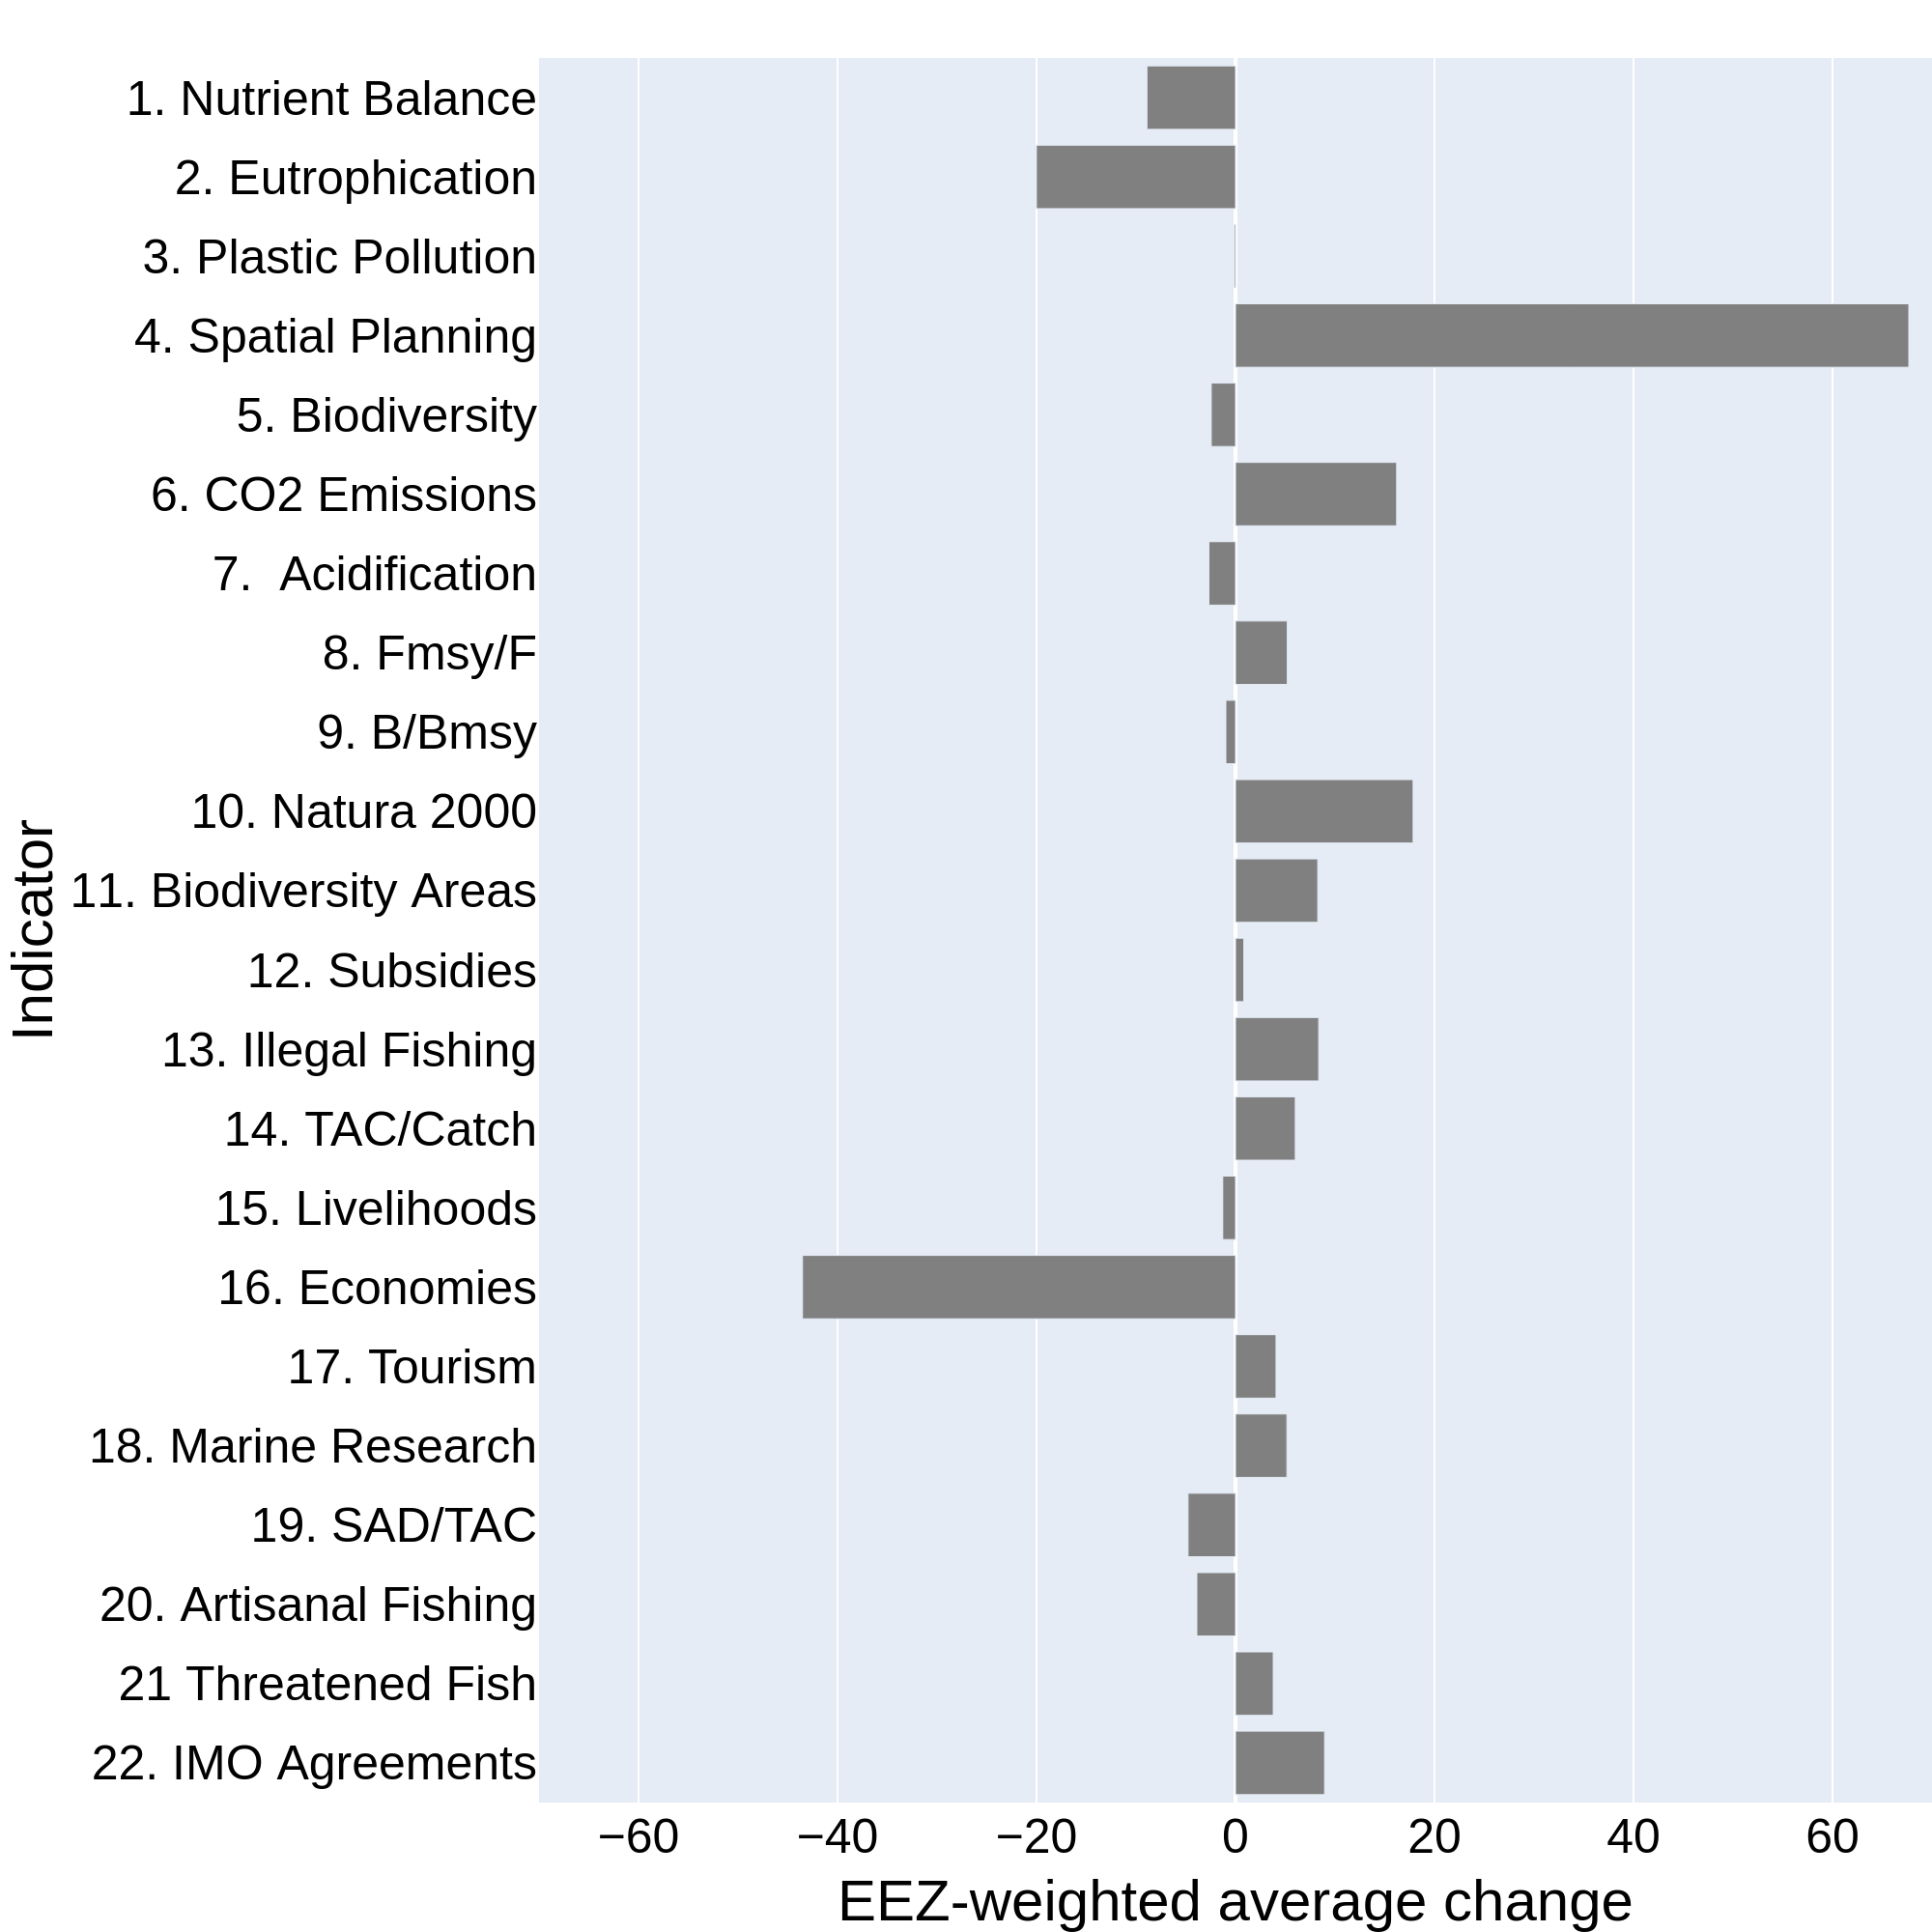 1. Nutrient Balance
2. Eutrophication
3. Plastic Pollution
4. Spatial Planning
5. Biodiversity
6. CO2 Emissions
7.  Acidification
8. Fmsy/F
9. B/Bmsy
10. Natura 2000
11. Biodiversity Areas
12. Subsidies
13. Illegal Fishing
14. TAC/Catch
15. Livelihoods
16. Economies
17. Tourism
18. Marine Research
19. SAD/TAC
20. Artisanal Fishing
21 Threatened Fish
22. IMO Agreements
Indicator
−60 −40 −20 0 20 40 60
EEZ-weighted average change